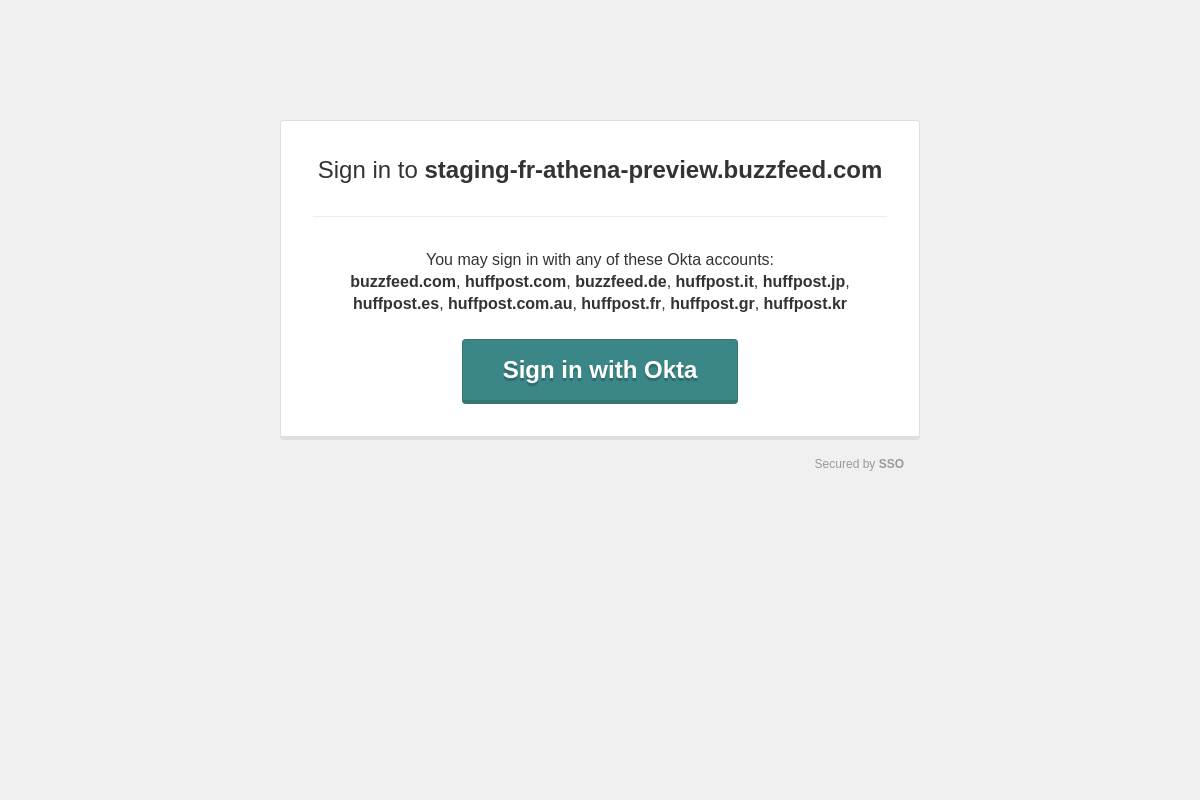 Sign in to staging-fr-athena-preview.buzzfeed.com
You may sign in with any of these Okta accounts:
buzzfeed.com, huffpost.com, buzzfeed.de, huffpost.it, huffpost.jp,
huffpost.es, huffpost.com.au, huffpost.fr, huffpost.gr, huffpost.kr
Sign in with Okta
Secured by SSO